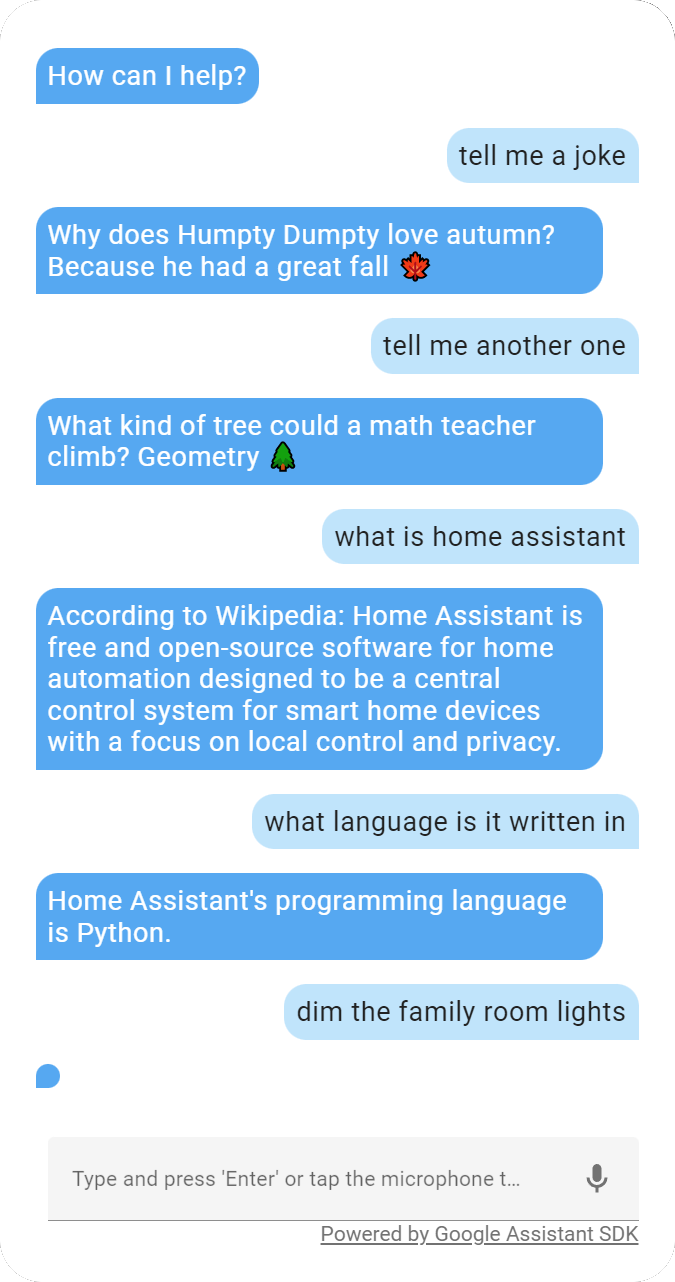 How can I help?
tell me a joke
Why does Humpty Dumpty love autumn?
Because he had a great fall 🍁
tell me another one
What kind of tree could a math teacher
climb? Geometry 🌲
what is home assistant
According to Wikipedia: Home Assistant is
free and open-source software for home
automation designed to be a central
control system for smart home devices
with a focus on local control and privacy.
what language is it written in
Home Assistant's programming language
is Python.
dim the family room lights
Type and press 'Enter' or tap the microphone t...
Powered by Google Assistant SDK